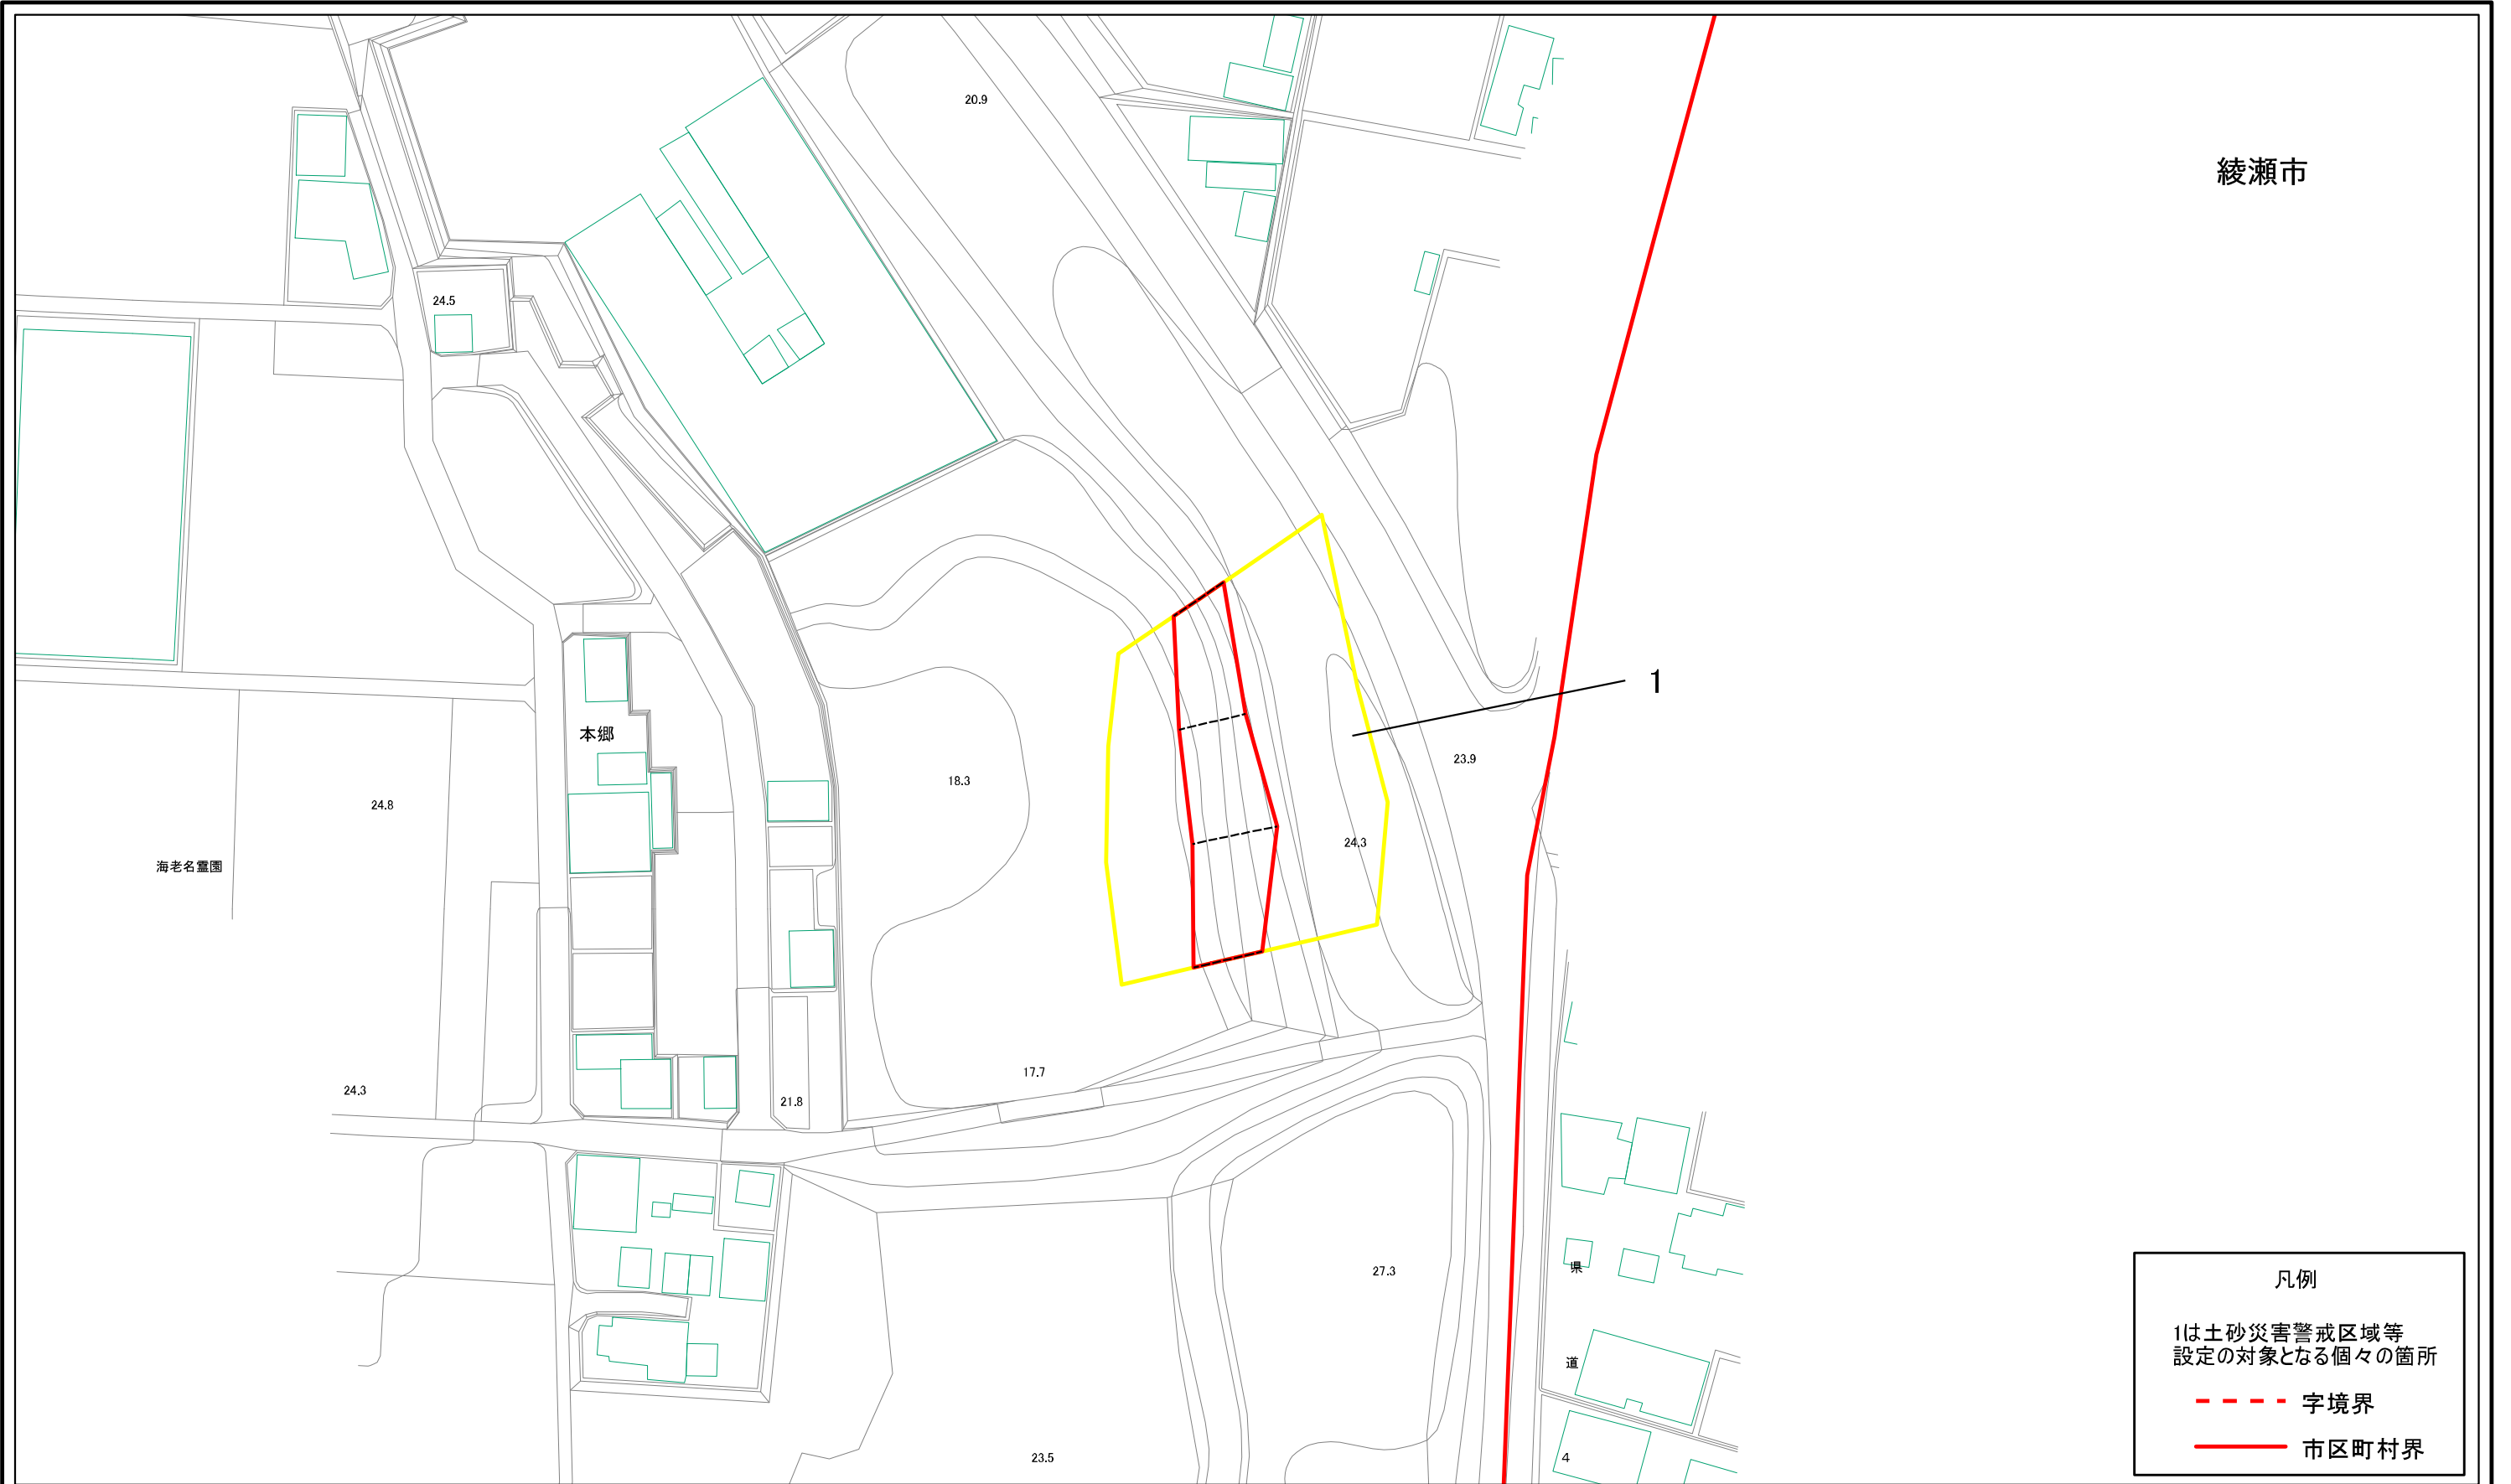 20.9
綾瀬市
24.5
1
本郷
23.9
18.3
24.8
24.3
海老名霊園
17.7
24.3
21.8
27.3
県
道
23.5
4
凡例
1は土砂災害警戒区域等
設定の対象となる個々の箇所
字境界
市区町村界